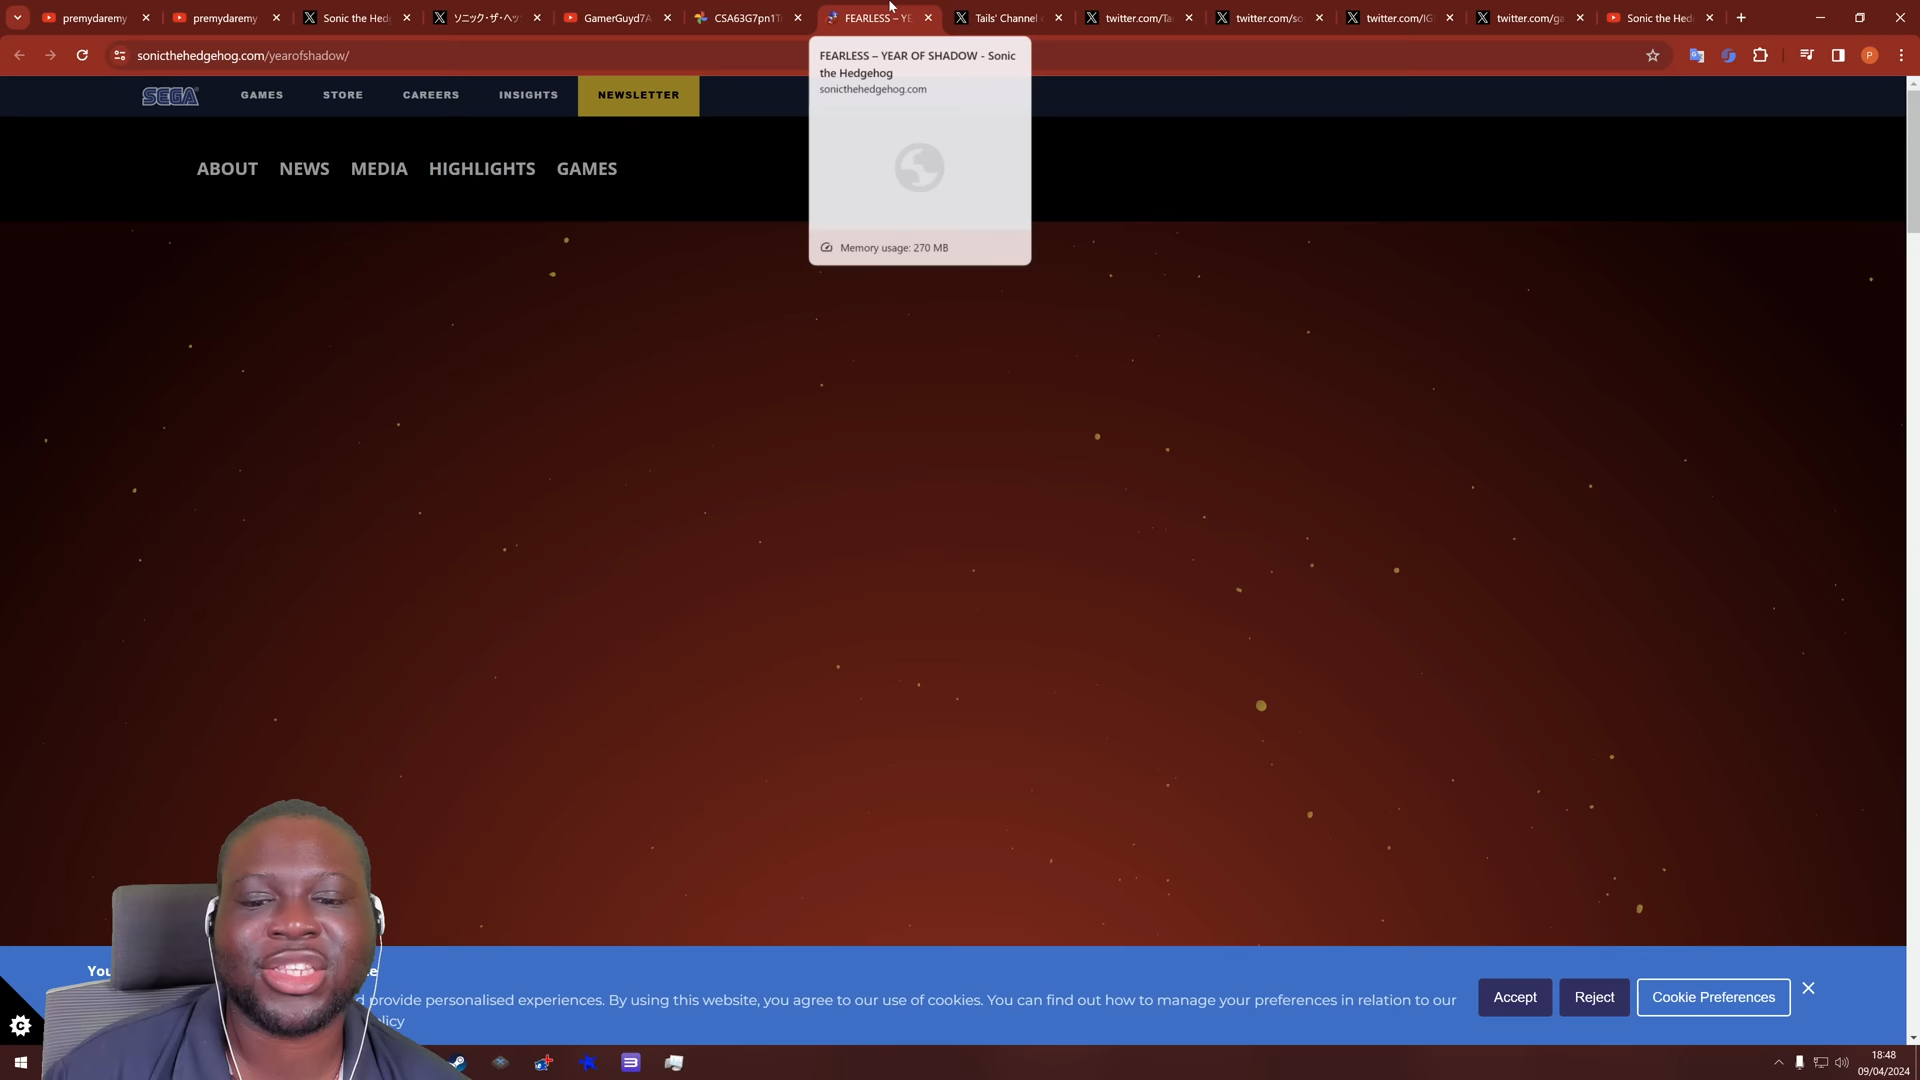 premydaremy
premydaremy
Sonic the Hed
ソニック・ザ・ヘッ
GamerGuyd7A
CSA63G7pn1T
FEARLESS – YE
Tails' Channel
twitter.com/Ta
twitter.com/so
twitter.com/IG
twitter.com/ga
Sonic the Hed
sonicthehedgehog.com/yearofshadow/
P
FEARLESS – YEAR OF SHADOW - Sonic
the Hedgehog
sonicthehedgehog.com
Memory usage: 270 MB
SEGA
GAMES
STORE
CAREERS
INSIGHTS
NEWSLETTER
ABOUT
NEWS
MEDIA
HIGHLIGHTS
GAMES
You
e
d provide personalised experiences. By using this website, you agree to our use of cookies. You can find out how to manage your preferences in relation to our
licy
Accept
Reject
Cookie Preferences
18:48
09/04/2024